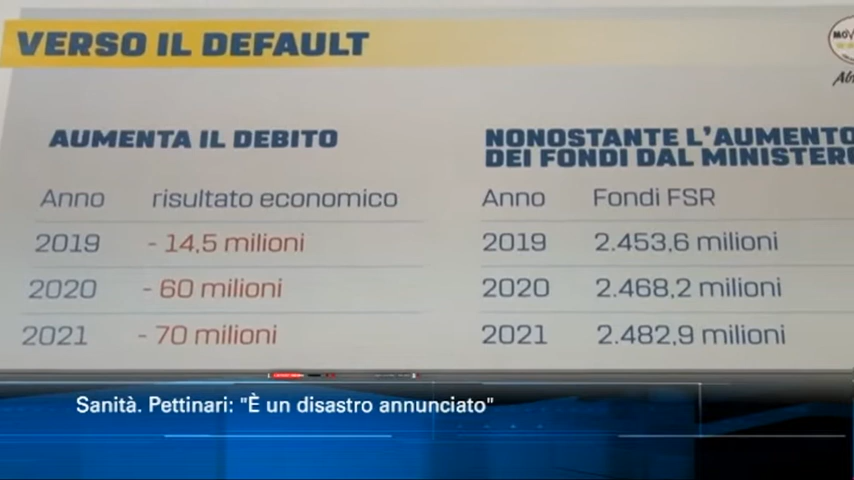 VERSO IL DEFAULT
AUMENTA IL DEBITO
Anno risultato economico
2019 - 14,5 milioni
2020 - 60 milioni
2021 - 70 milioni
NONOSTANTE L'AUMENTO
DEI FONDI DAL MINISTERO
Anno Fondi FSR
2019 2.453,6 milioni
2020 2.468,2 milioni
2021 2.482,9 milioni
Sanità. Pettinari: "È un disastro annunciato"